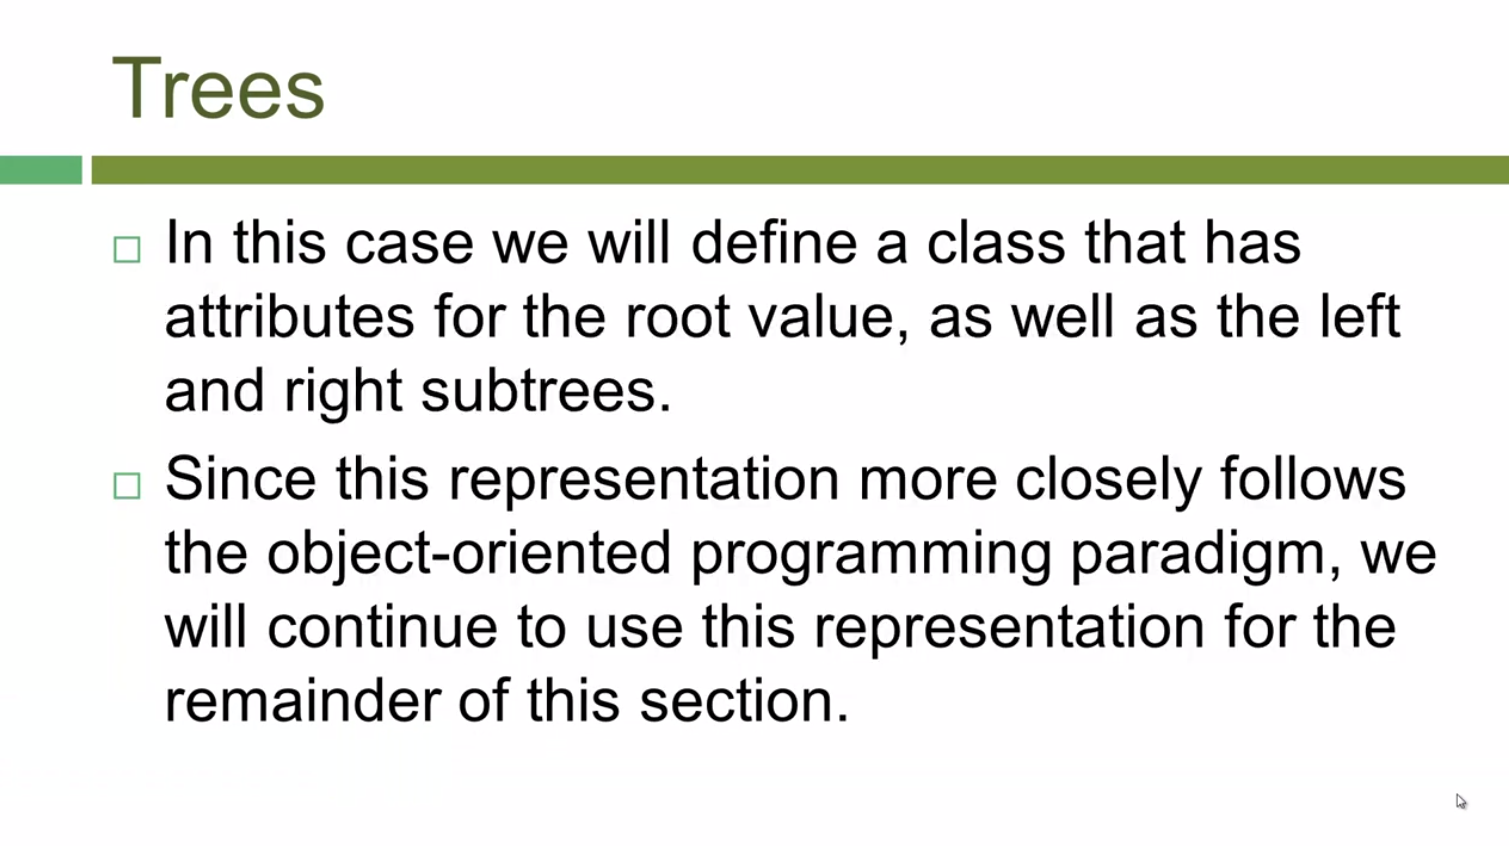 Trees
In this case we will define a class that has
attributes for the root value, as well as the left
and right subtrees.
Since this representation more closely follows
the object-oriented programming paradigm, we
will continue to use this representation for the
remainder of this section.